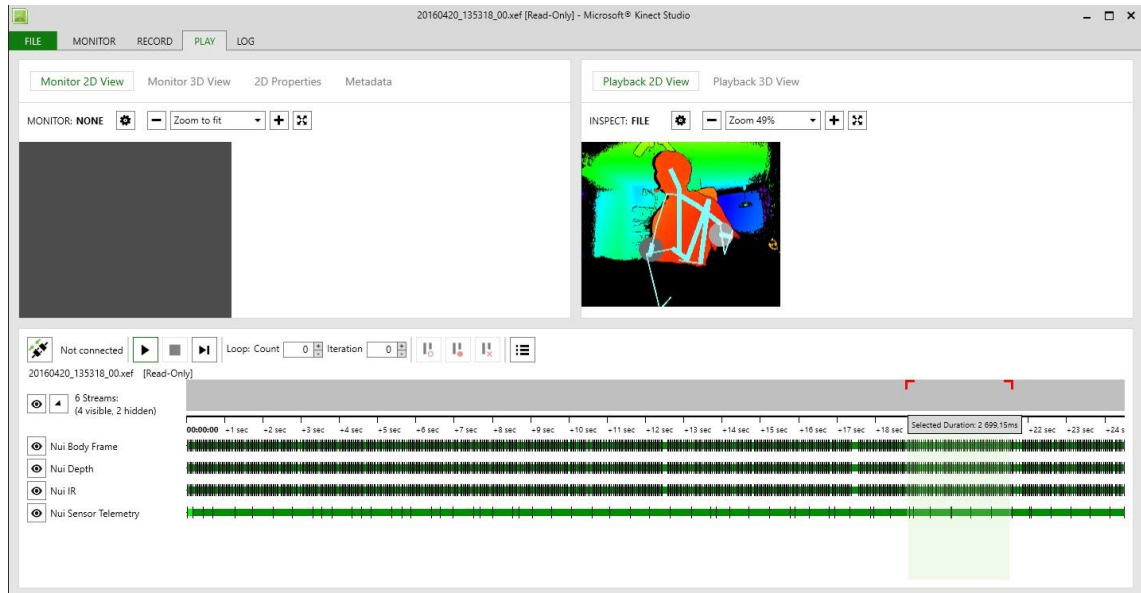 20160420_135318_00.xef [Read-Only] - Microsoft® Kinect Studio
FILE MONITOR RECORD PLAY LOG
Monitor 2D View Monitor 3D View 2D Properties Metadata
Playback 2D View Playback 3D View
MONITOR: NONE Zoom to fit
INSPECT: FILE Zoom 49%
Not connected Loop: Count 0 Iteration 0
20160420_135318_00.xef [Read-Only]
6 Streams:
(4 visible, 2 hidden)
00:00:00 +1 sec +2 sec +3 sec +4 sec +5 sec +6 sec +7 sec +8 sec +9 sec +10 sec +11 sec +12 sec +13 sec +14 sec +15 sec +16 sec +17 sec +18 sec Selected Duration: 2 699,15ms +22 sec +23 sec +24 s
Nui Body Frame
Nui Depth
Nui IR
Nui Sensor Telemetry